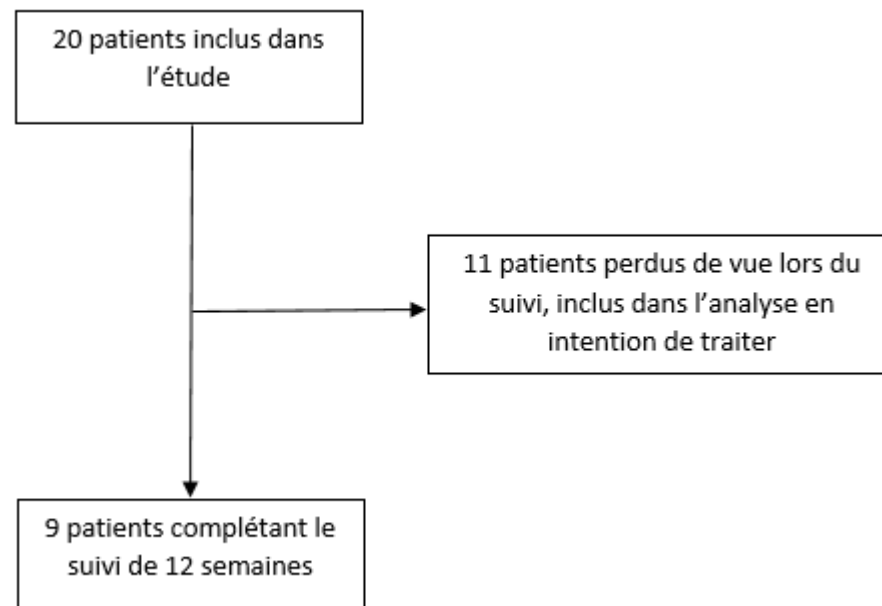 20 patients inclus dans
l’étude
11 patients perdus de vue lors du
suivi, inclus dans l’analyse en
intention de traiter
9 patients complétant le
suivi de 12 semaines